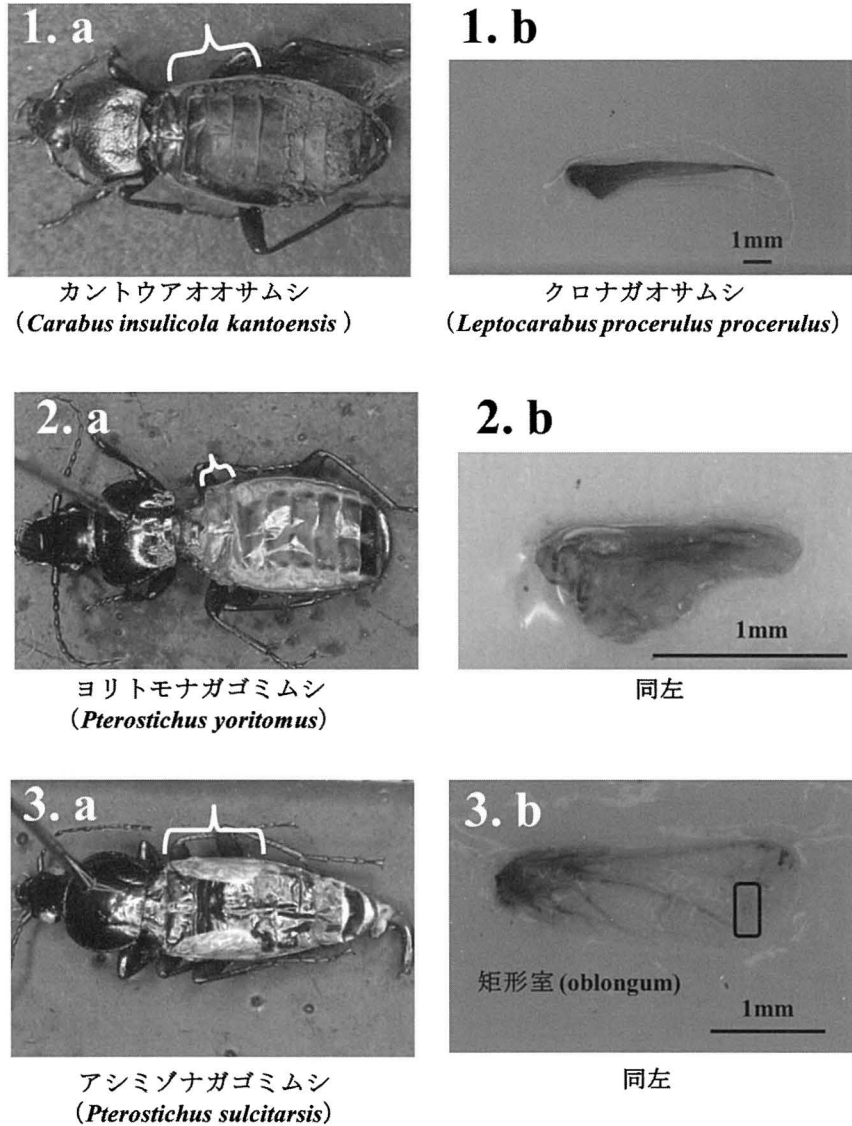 1. a
1. b
1mm
カントウアオオサムシ
(Carabus insulicola kantoensis )
クロナガオサムシ
(Leptocarabus procerulus procerulus)
2. a
2. b
1mm
ヨリトモナガゴミムシ
(Pterostichus yoritomus)
同左
3. a
3. b
矩形室 (oblongum)
1mm
アシミゾナガゴミムシ
(Pterostichus sulcitarsis)
同左